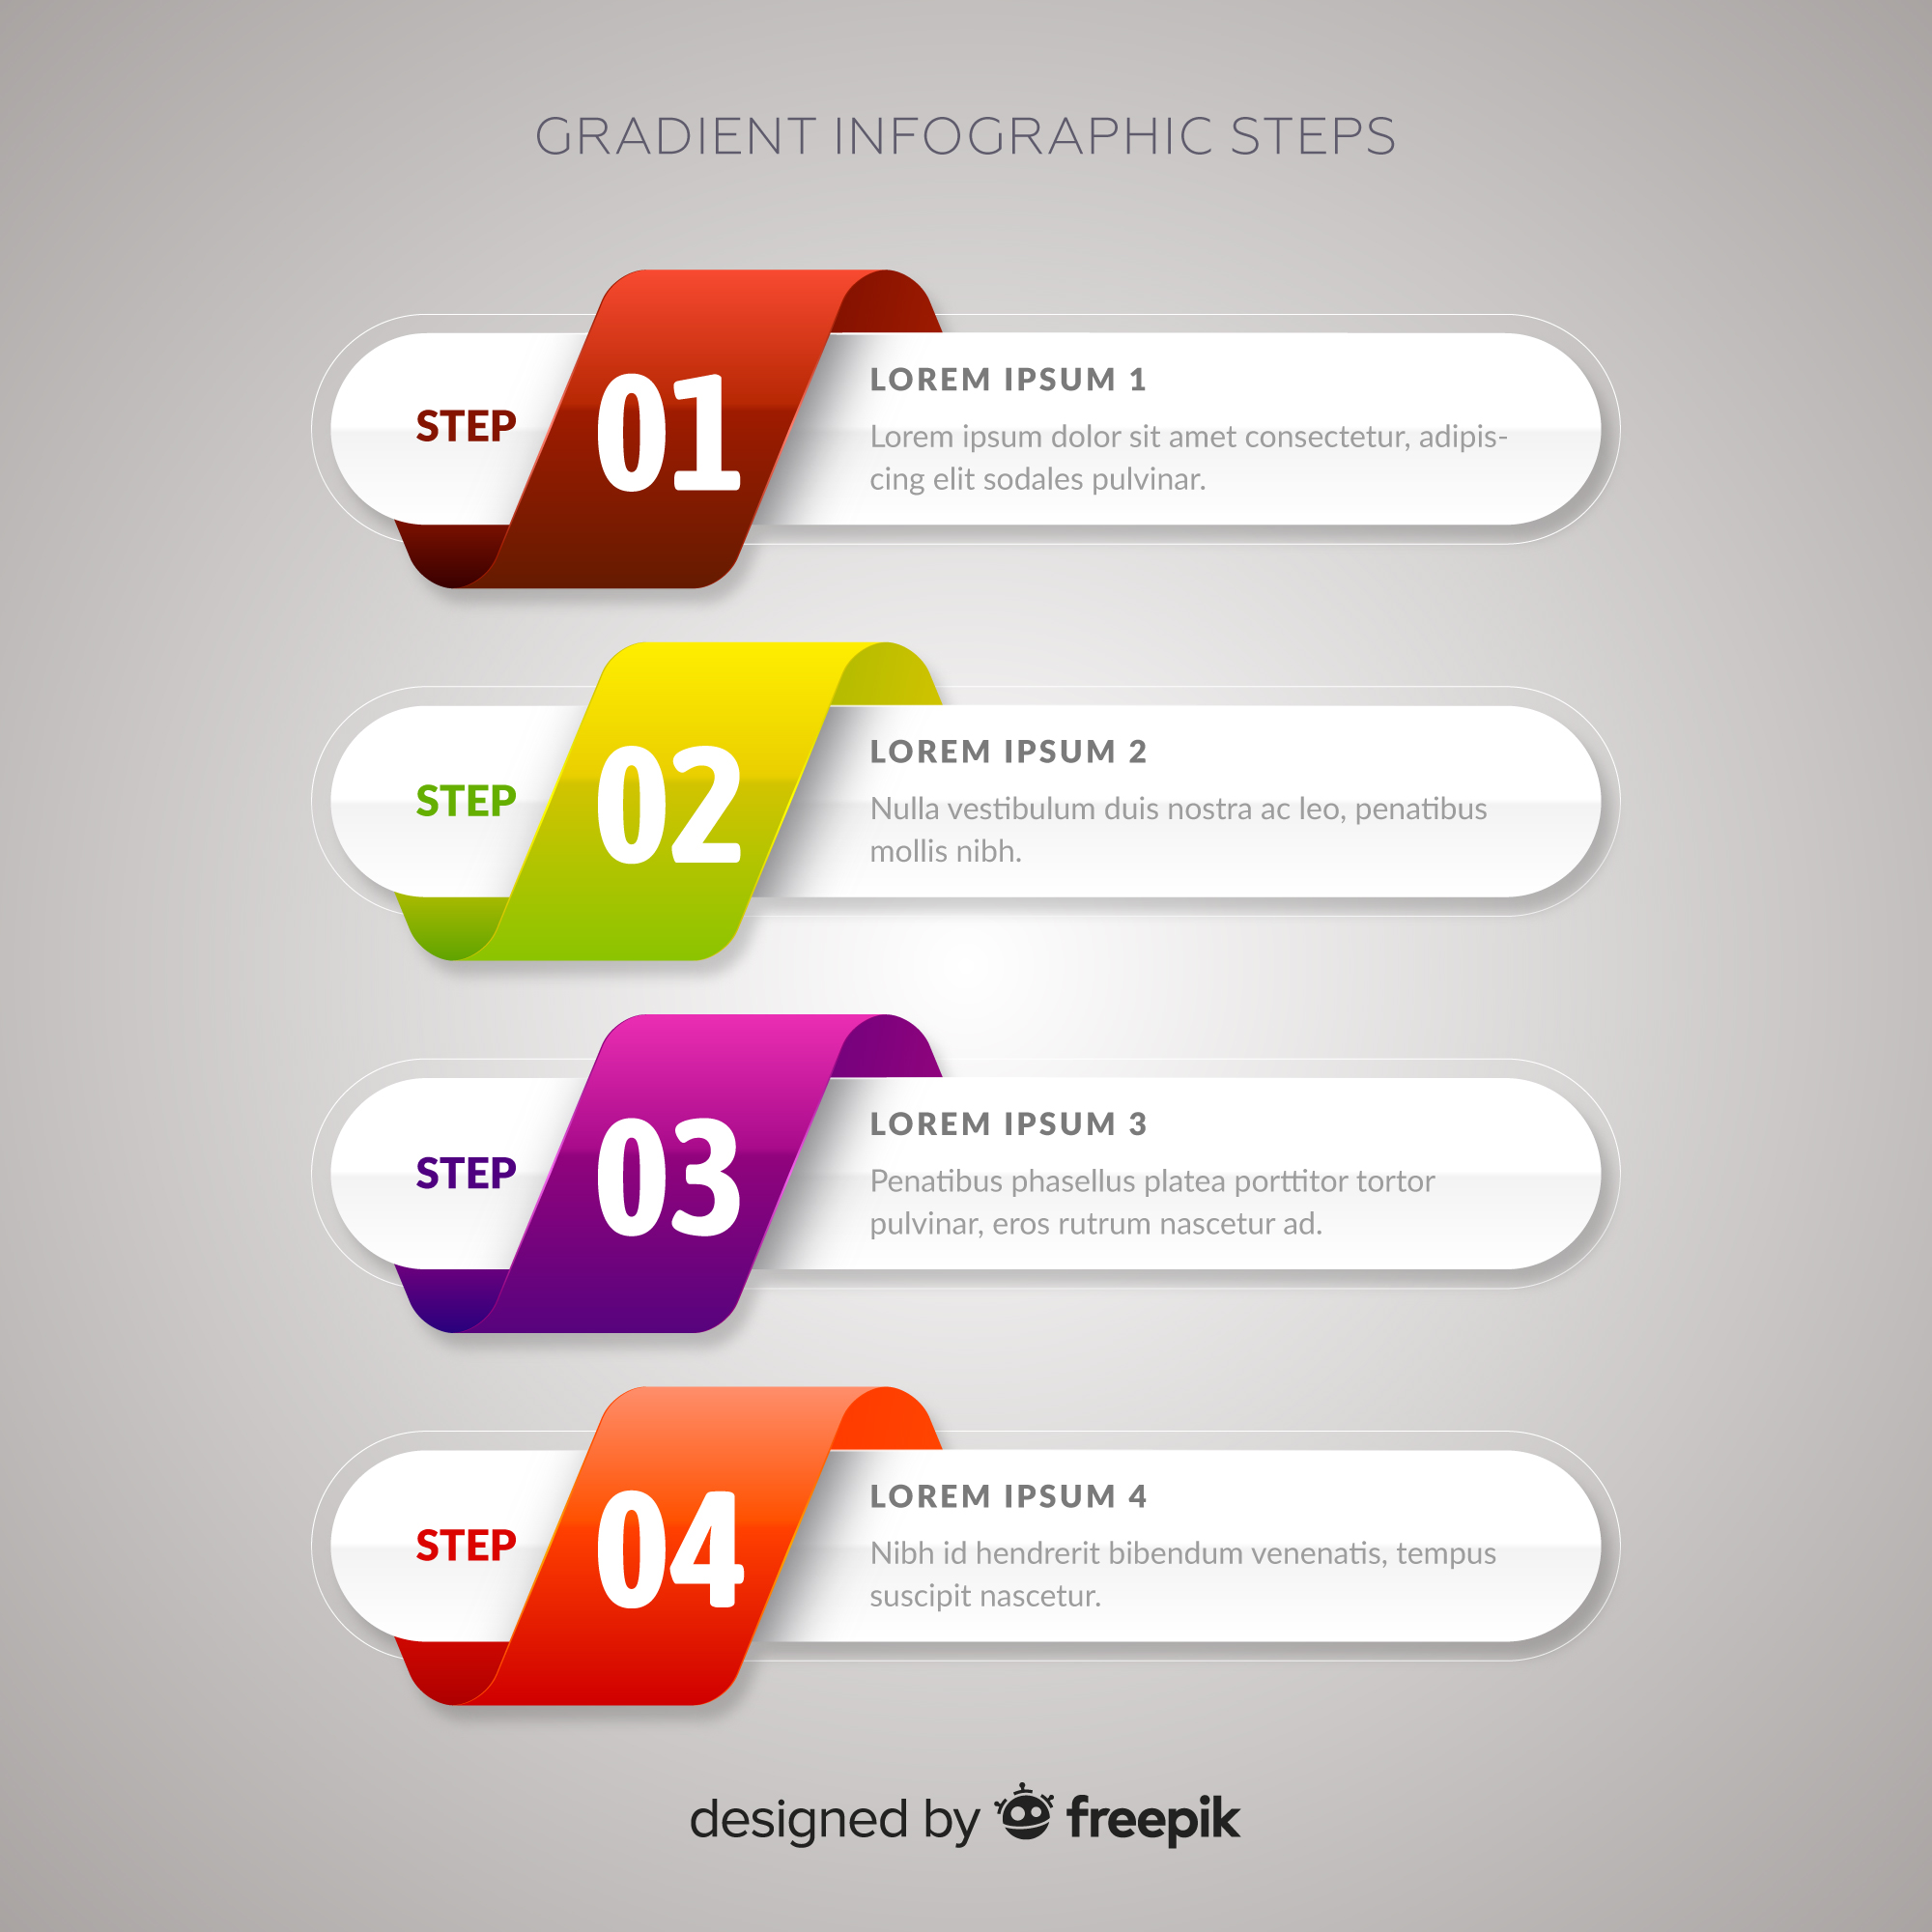 GRADIENT INFOGRAPHIC STEPS
STEP
01
LOREM IPSUM 1
Lorem ipsum dolor sit amet consectetur, adipis-
cing elit sodales pulvinar.
STEP
02
LOREM IPSUM 2
Nulla vestibulum duis nostra ac leo, penatibus
mollis nibh.
STEP
03
LOREM IPSUM 3
Penatibus phasellus platea porttitor tortor
pulvinar, eros rutrum nascetur ad.
STEP
04
LOREM IPSUM 4
Nibh id hendrerit bibendum venenatis, tempus
suscipit nascetur.
designed by freepik